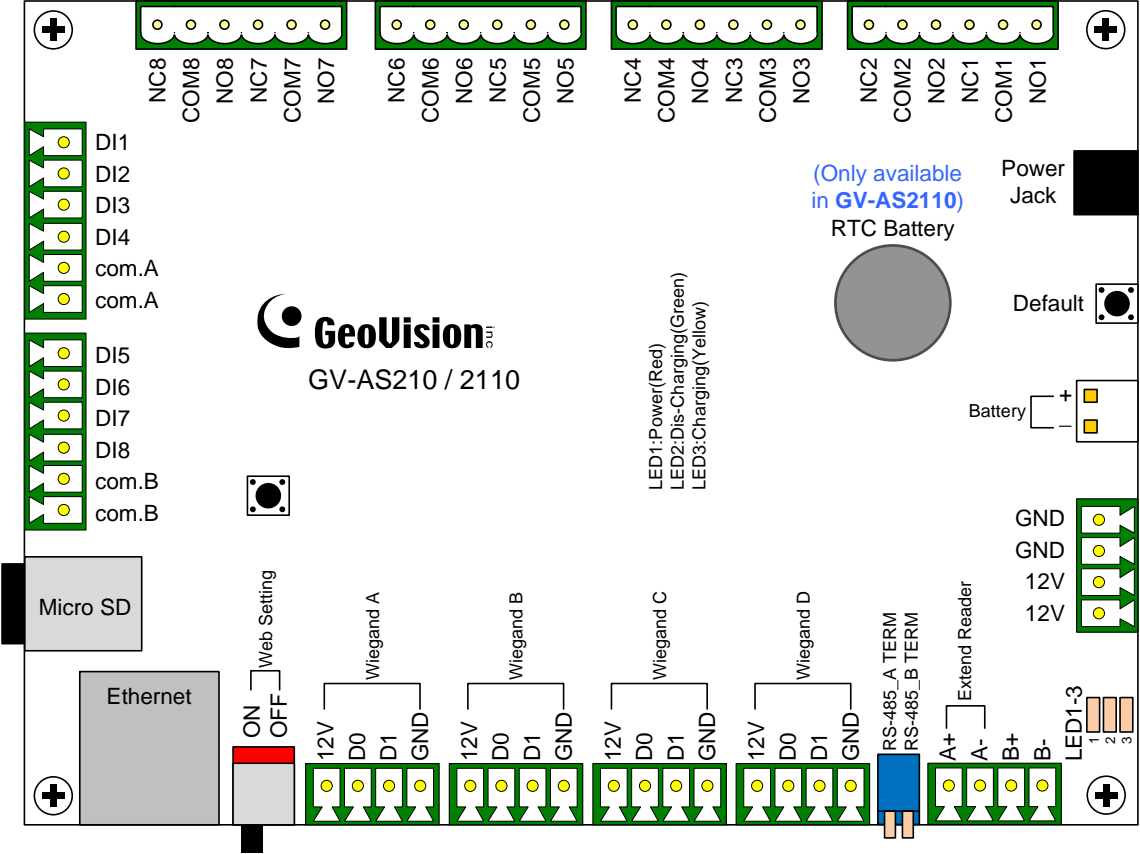 NC8
COM8
NO8
NC7
COM7
NO7
NC6
COM6
NO6
NC5
COM5
NO5
NC4
COM4
NO4
NC3
COM3
NO3
NC2
COM2
NO2
NC1
COM1
NO1
DI1
DI2
DI3
DI4
com.A
com.A
DI5
DI6
DI7
DI8
com.B
com.B
(Only available
in GV-AS2110)
RTC Battery
Power
Jack
Default
Battery
+
–
GeoVision Inc
GV-AS210 / 2110
LED1:Power(Red)
LED2:Dis-Charging(Green)
LED3:Charging(Yellow)
GND
GND
12V
12V
Micro SD
Ethernet
Web Setting
ON
OFF
Wiegand A
12V
D0
D1
GND
Wiegand B
12V
D0
D1
GND
Wiegand C
12V
D0
D1
GND
Wiegand D
12V
D0
D1
GND
RS-485_A TERM
RS-485_B TERM
Extend Reader
A+
A-
B+
B-
LED1-3
1
2
3